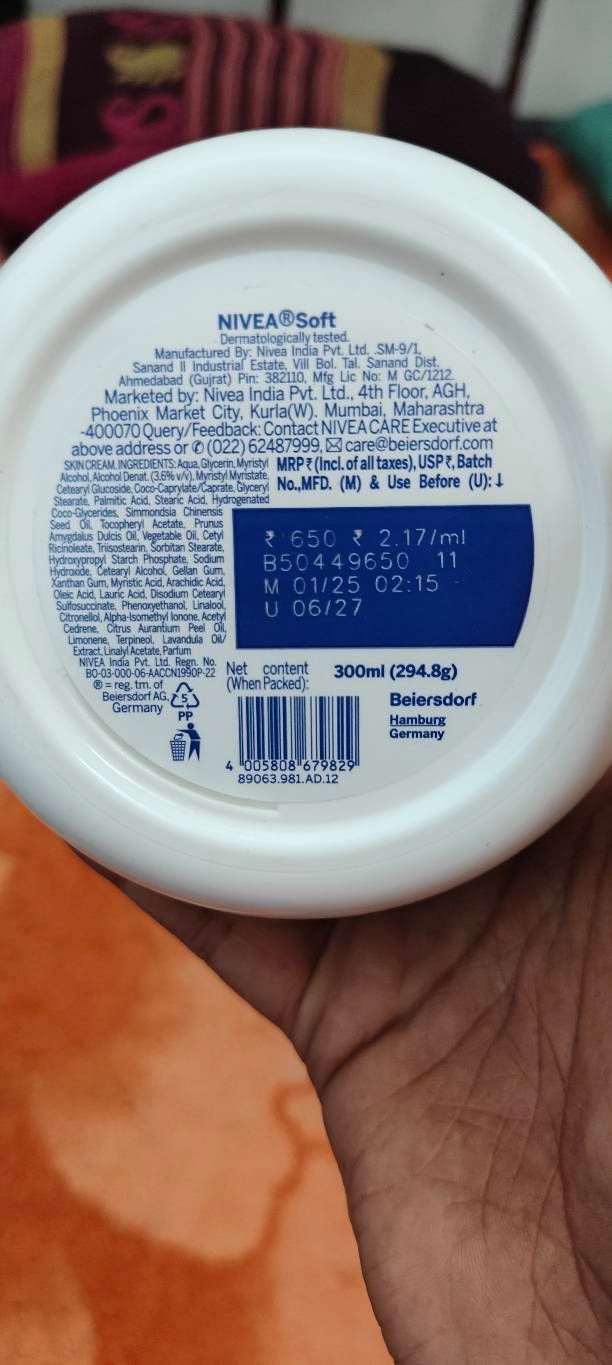 NIVEA®Soft
Dermatologically tested.
Manufactured By: Nivea India Pvt. Ltd. .SM-9/1,
Sanand II Industrial Estate, Vill Bol. Tal. Sanand Dist.
Ahmedabad (Gujrat) Pin: 382110, Mfg Lic No: M GC/1212.
Marketed by: Nivea India Pvt. Ltd., 4th Floor, AGH,
Phoenix Market City, Kurla(W). Mumbai, Maharashtra
-400070 Query/Feedback: Contact NIVEA CARE Executive at
above address or ✆ (022) 62487999, ✉ care@beiersdorf.com
SKIN CREAM. INGREDIENTS: Aqua, Glycerin, Myristyl
Alcohol, Alcohol Denat. (3.6% v/v), Myristyl Myristate,
Cetearyl Glucoside, Coco-Caprylate/Caprate, Glyceryl
Stearate, Palmitic Acid, Stearic Acid, Hydrogenated
Coco-Glycerides, Simmondsia Chinensis
Seed Oil, Tocopheryl Acetate, Prunus
Amygdalus Dulcis Oil, Vegetable Oil, Cetyl
Ricinoleate, Triisostearin, Sorbitan Stearate,
Hydroxypropyl Starch Phosphate, Sodium
Hydroxide, Cetearyl Alcohol, Gellan Gum,
Xanthan Gum, Myristic Acid, Arachidic Acid,
Oleic Acid, Lauric Acid, Disodium Cetearyl
Sulfosuccinate, Phenoxyethanol, Linalool,
Citronellol, Alpha-Isomethyl Ionone, Acetyl
Cedrene, Citrus Aurantium Peel Oil,
Limonene, Terpineol, Lavandula Oil/
Extract, Linalyl Acetate, Parfum
NIVEA India Pvt. Ltd. Regn. No.
BO-03-000-06-AACCN1990P-22
® = reg. tm. of
Beiersdorf AG,
Germany
5
PP
MRP ₹ (Incl. of all taxes), USP ₹, Batch
No.,MFD. (M) & Use Before (U): ↓
₹ 650 ₹ 2.17/ml
B50449650 11
M 01/25 02:15
U 06/27
Net content
(When Packed):
300ml (294.8g)
Beiersdorf
Hamburg
Germany
4 005808 679829
89063.981.AD.12